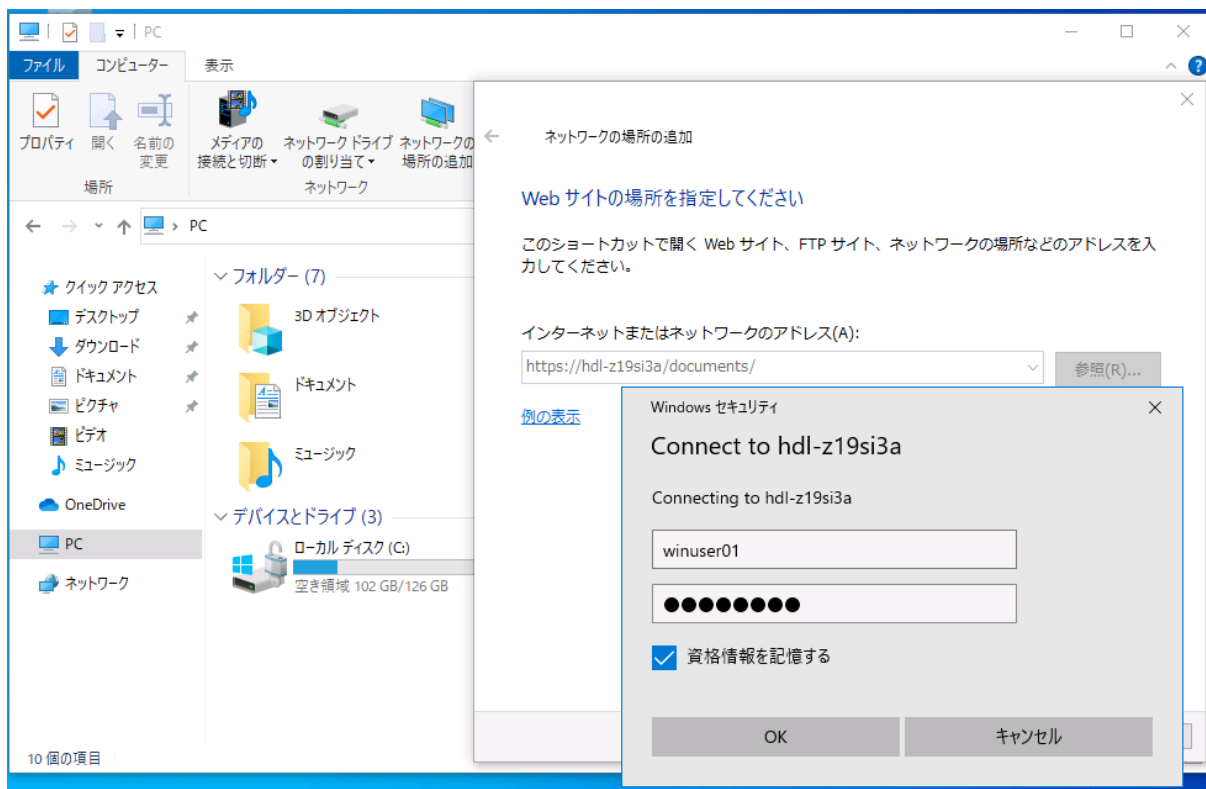 PC
ファイル コンピューター 表示
プロパティ 開く 名前の変更
メディアの接続と切断 ネットワーク ドライブの割り当て ネットワークの場所の追加
場所 ネットワーク
PC
クイック アクセス
デスクトップ
ダウンロード
ドキュメント
ピクチャ
ビデオ
ミュージック
OneDrive
PC
ネットワーク
フォルダー (7)
3D オブジェクト
ドキュメント
ミュージック
デバイスとドライブ (3)
ローカル ディスク (C:)
空き領域 102 GB/126 GB
10 個の項目
ネットワークの場所の追加
Web サイトの場所を指定してください
このショートカットで開く Web サイト、FTP サイト、ネットワークの場所などのアドレスを入
力してください。
インターネットまたはネットワークのアドレス(A):
https://hdl-z19si3a/documents/
参照(R)...
例の表示
Windows セキュリティ
Connect to hdl-z19si3a
Connecting to hdl-z19si3a
winuser01
資格情報を記憶する
OK キャンセル